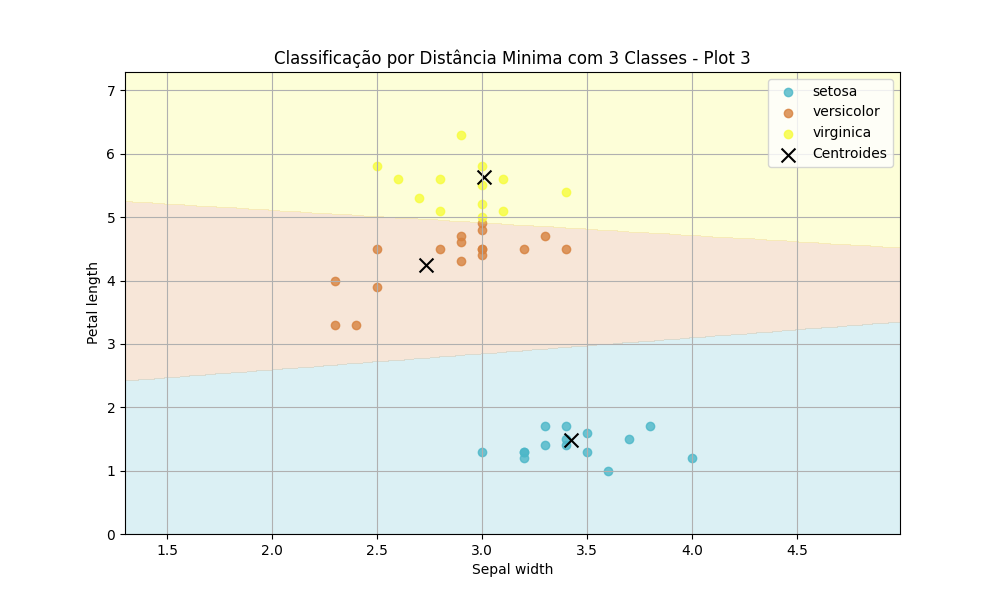 Classificação por Distância Minima com 3 Classes - Plot 3
setosa
versicolor
virginica
Centroides
Petal length
7
6
5
4
3
2
1
0
1.5 2.0 2.5 3.0 3.5 4.0 4.5
Sepal width